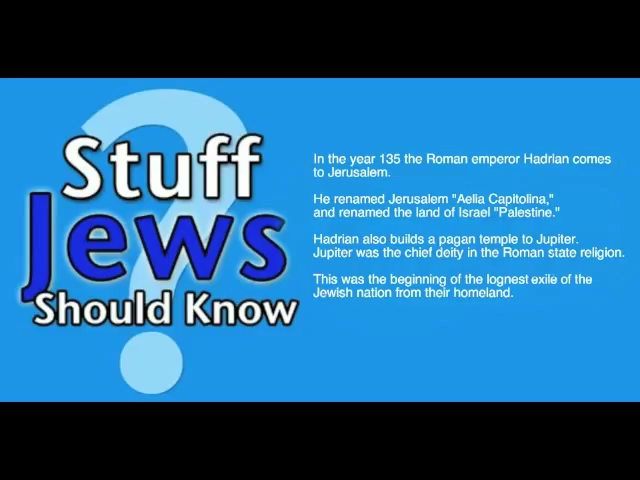 Stuff
Jews
Should Know
In the year 135 the Roman emperor Hadrian comes
to Jerusalem.
He renamed Jerusalem "Aelia Capitolina,"
and renamed the land of Israel "Palestine."
Hadrian also builds a pagan temple to Jupiter.
Jupiter was the chief deity in the Roman state religion.
This was the beginning of the lognest exile of the
Jewish nation from their homeland.